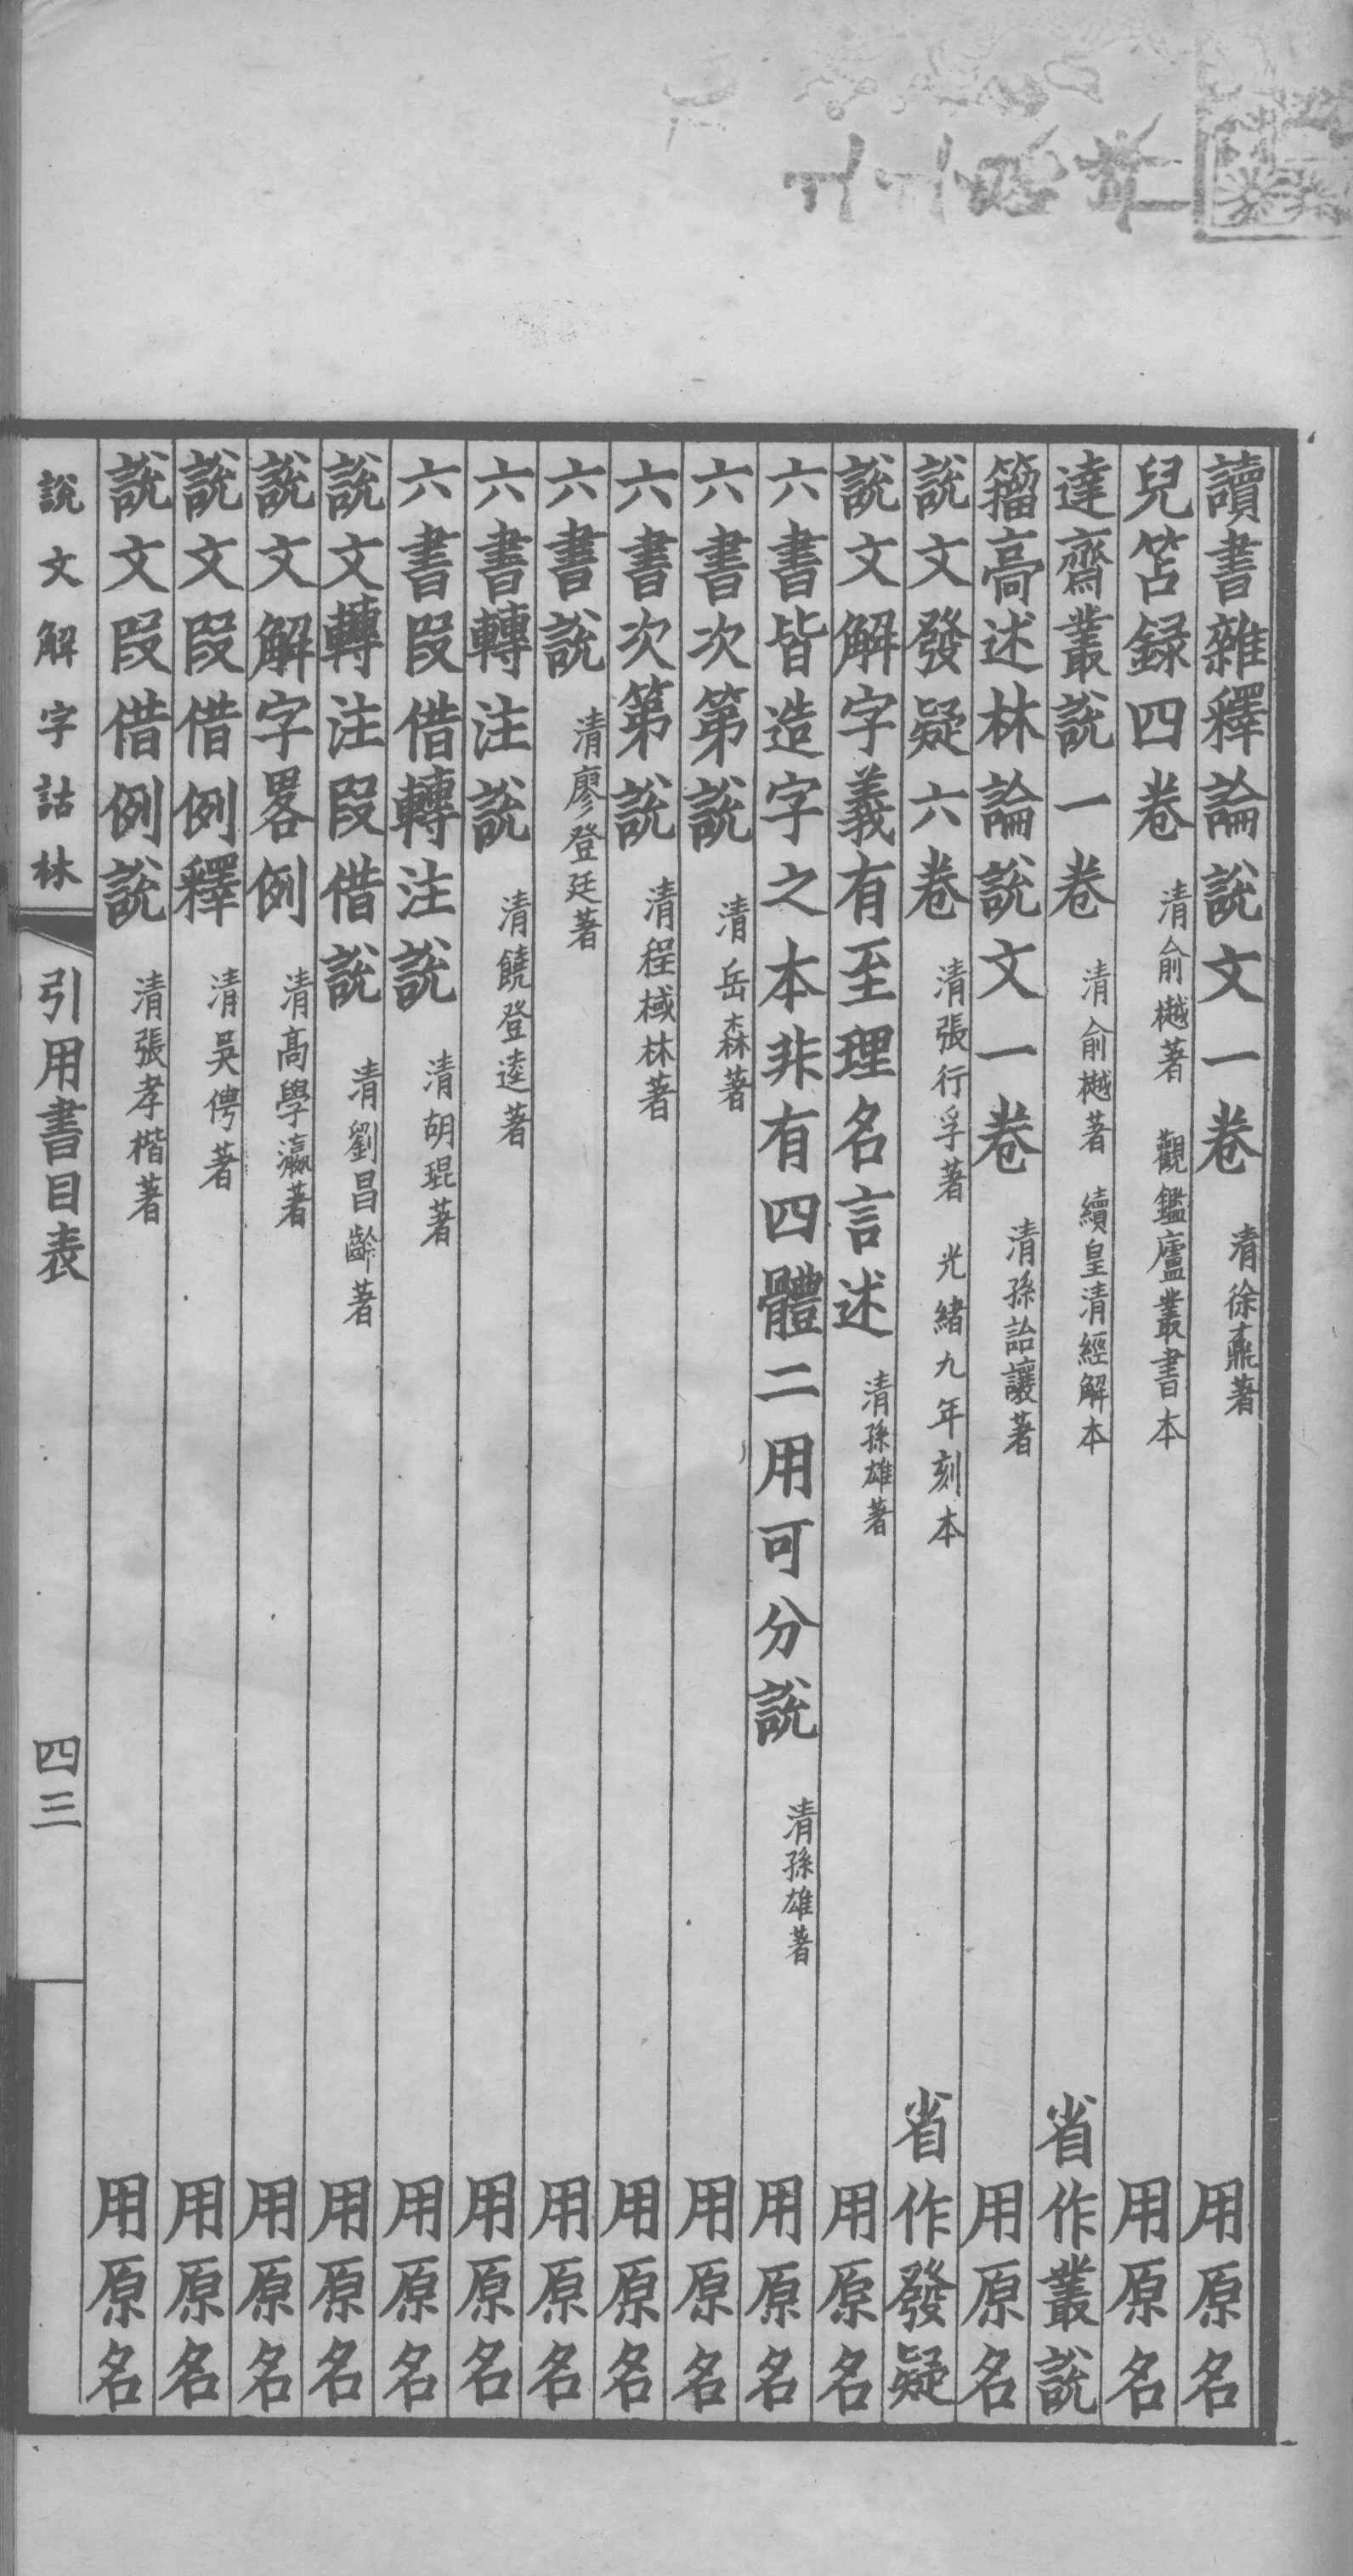 讀書雜釋論說文一卷 清徐鼒著 用原名
兒笘録四卷 清俞樾著 觀鑑廬叢書本 用原名
達齋叢說一卷 清俞樾著 續皇清經解本 省作叢說
籀高述林論說文一卷 清孫詒讓著 用原名
說文發疑六卷 清張行孚著 光緒九年刻本 省作發疑
說文解字義有至理名言述 清孫雄著 用原名
六書皆造字之本非有四體二用可分說 清孫雄著 用原名
六書次第說 清岳森著 用原名
六書次第說 清程棫林著 用原名
六書說 清廖登廷著 用原名
六書轉注說 清饒登逵著 用原名
六書叚借轉注說 清胡琨著 用原名
說文轉注叚借說 清劉昌齡著 用原名
說文解字畧例 清高學瀛著 用原名
說文叚借例釋 清吳俜著 用原名
說文叚借例說 清張孝楷著 用原名
說文解字詁林 引用書目表 四三